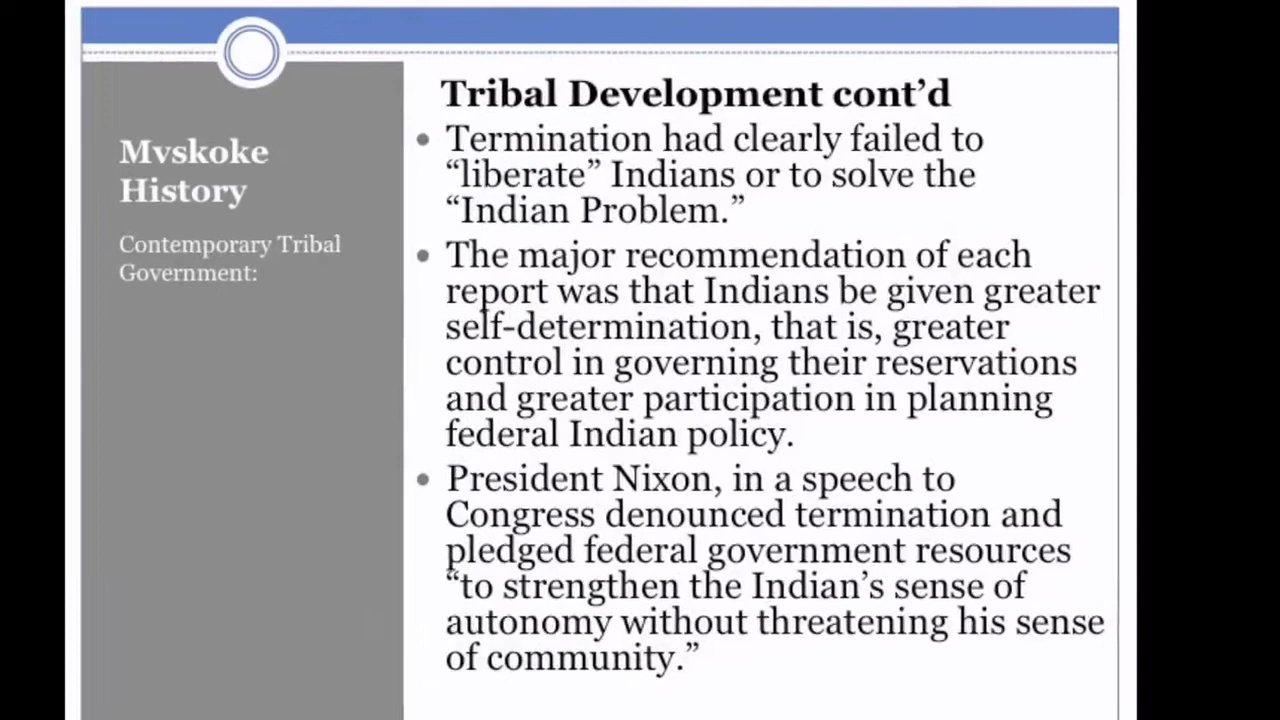 Mvskoke
History
Contemporary Tribal
Government:
Tribal Development cont’d
• Termination had clearly failed to
“liberate” Indians or to solve the
“Indian Problem.”
• The major recommendation of each
report was that Indians be given greater
self-determination, that is, greater
control in governing their reservations
and greater participation in planning
federal Indian policy.
• President Nixon, in a speech to
Congress denounced termination and
pledged federal government resources
“to strengthen the Indian’s sense of
autonomy without threatening his sense
of community.”